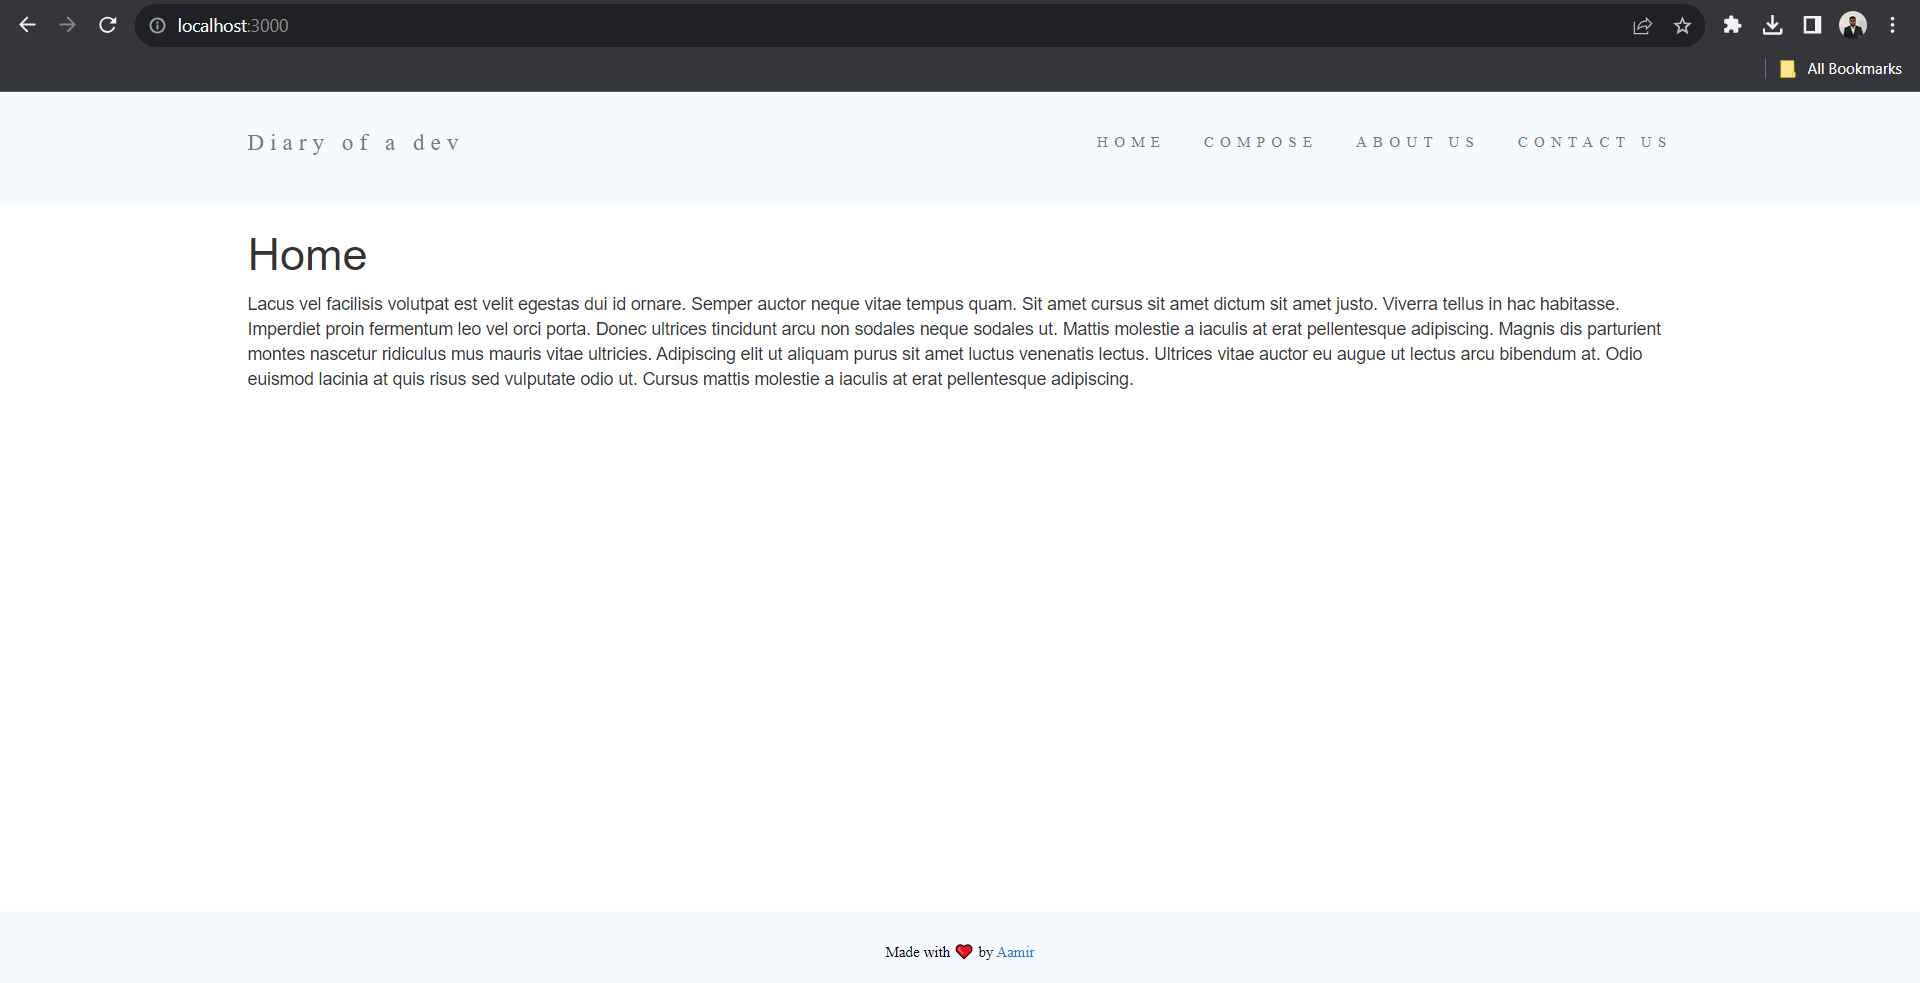 localhost:3000
All Bookmarks
Diary of a dev
HOME COMPOSE ABOUT US CONTACT US
Home
Lacus vel facilisis volutpat est velit egestas dui id ornare. Semper auctor neque vitae tempus quam. Sit amet cursus sit amet dictum sit amet justo. Viverra tellus in hac habitasse.
Imperdiet proin fermentum leo vel orci porta. Donec ultrices tincidunt arcu non sodales neque sodales ut. Mattis molestie a iaculis at erat pellentesque adipiscing. Magnis dis parturient
montes nascetur ridiculus mus mauris vitae ultricies. Adipiscing elit ut aliquam purus sit amet luctus venenatis lectus. Ultrices vitae auctor eu augue ut lectus arcu bibendum at. Odio
euismod lacinia at quis risus sed vulputate odio ut. Cursus mattis molestie a iaculis at erat pellentesque adipiscing.
Made with ❤️ by Aamir